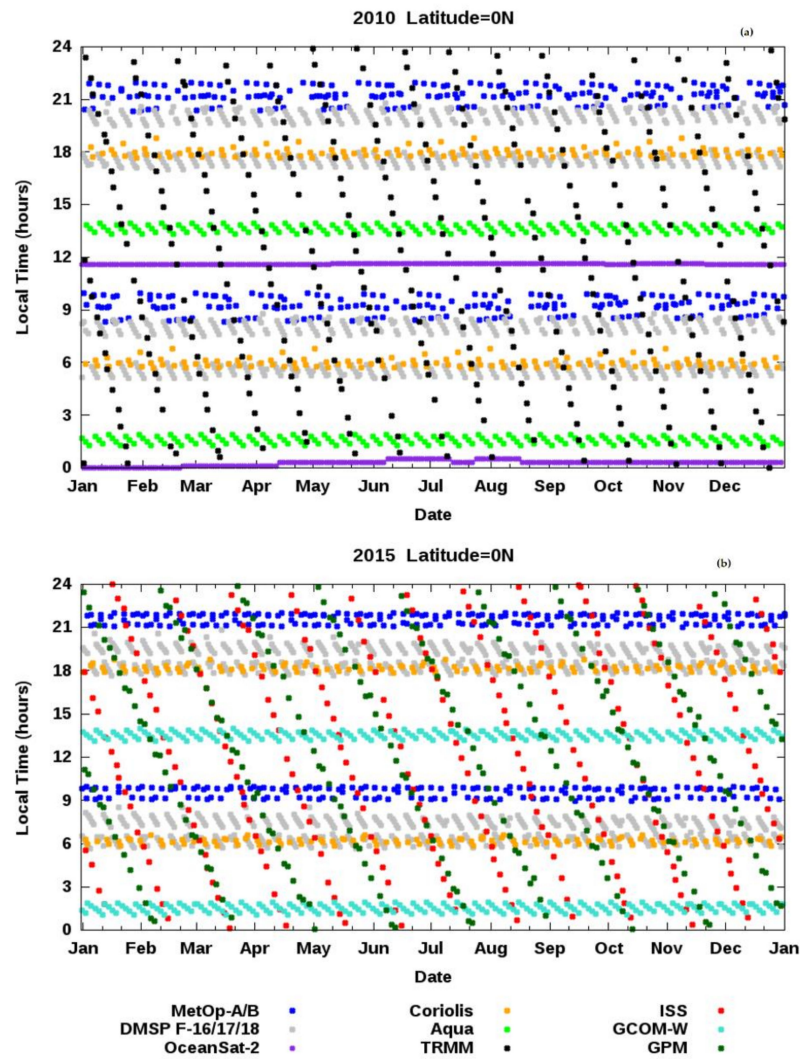 2010 Latitude=0N
(a)
24
21
18
15
12
9
6
3
0
Local Time (hours)
Jan Feb Mar Apr May Jun Jul Aug Sep Oct Nov Dec
Date
2015 Latitude=0N
(b)
24
21
18
15
12
9
6
3
0
Local Time (hours)
Jan Feb Mar Apr May Jun Jul Aug Sep Oct Nov Dec Jan
Date
MetOp-A/B Coriolis ISS
DMSP F-16/17/18 Aqua GCOM-W
OceanSat-2 TRMM GPM